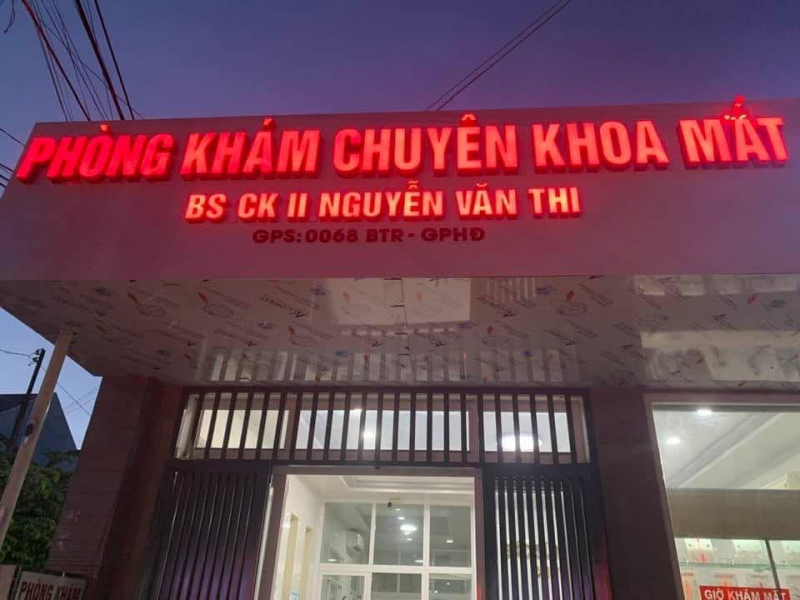 PHÒNG KHÁM CHUYÊN KHOA MẮT
BS CK II NGUYỄN VĂN THI
GPS: 0068 BTR - GPHĐ
PHÒNG KHÁM
GIỜ KHÁM MẮT